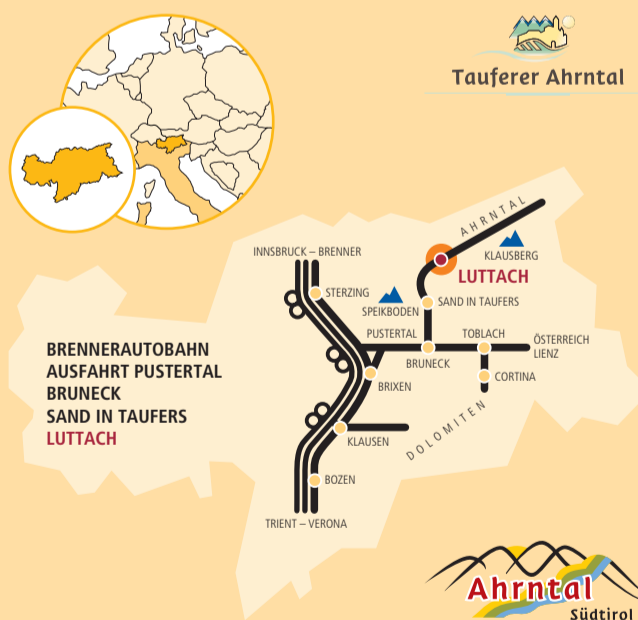 Tauferer Ahrntal
AHRNTAL
INNSBRUCK – BRENNER
KLAUSBERG
LUTTACH
STERZING
SPEIKBODEN
SAND IN TAUFERS
PUSTERTAL
TOBLACH
ÖSTERREICH
LIENZ
BRUNECK
CORTINA
BRIXEN
DOLOMITEN
KLAUSEN
BOZEN
TRIENT – VERONA
BRENNERAUTOBAHN
AUSFAHRT PUSTERTAL
BRUNECK
SAND IN TAUFERS
LUTTACH
Ahrntal
Südtirol